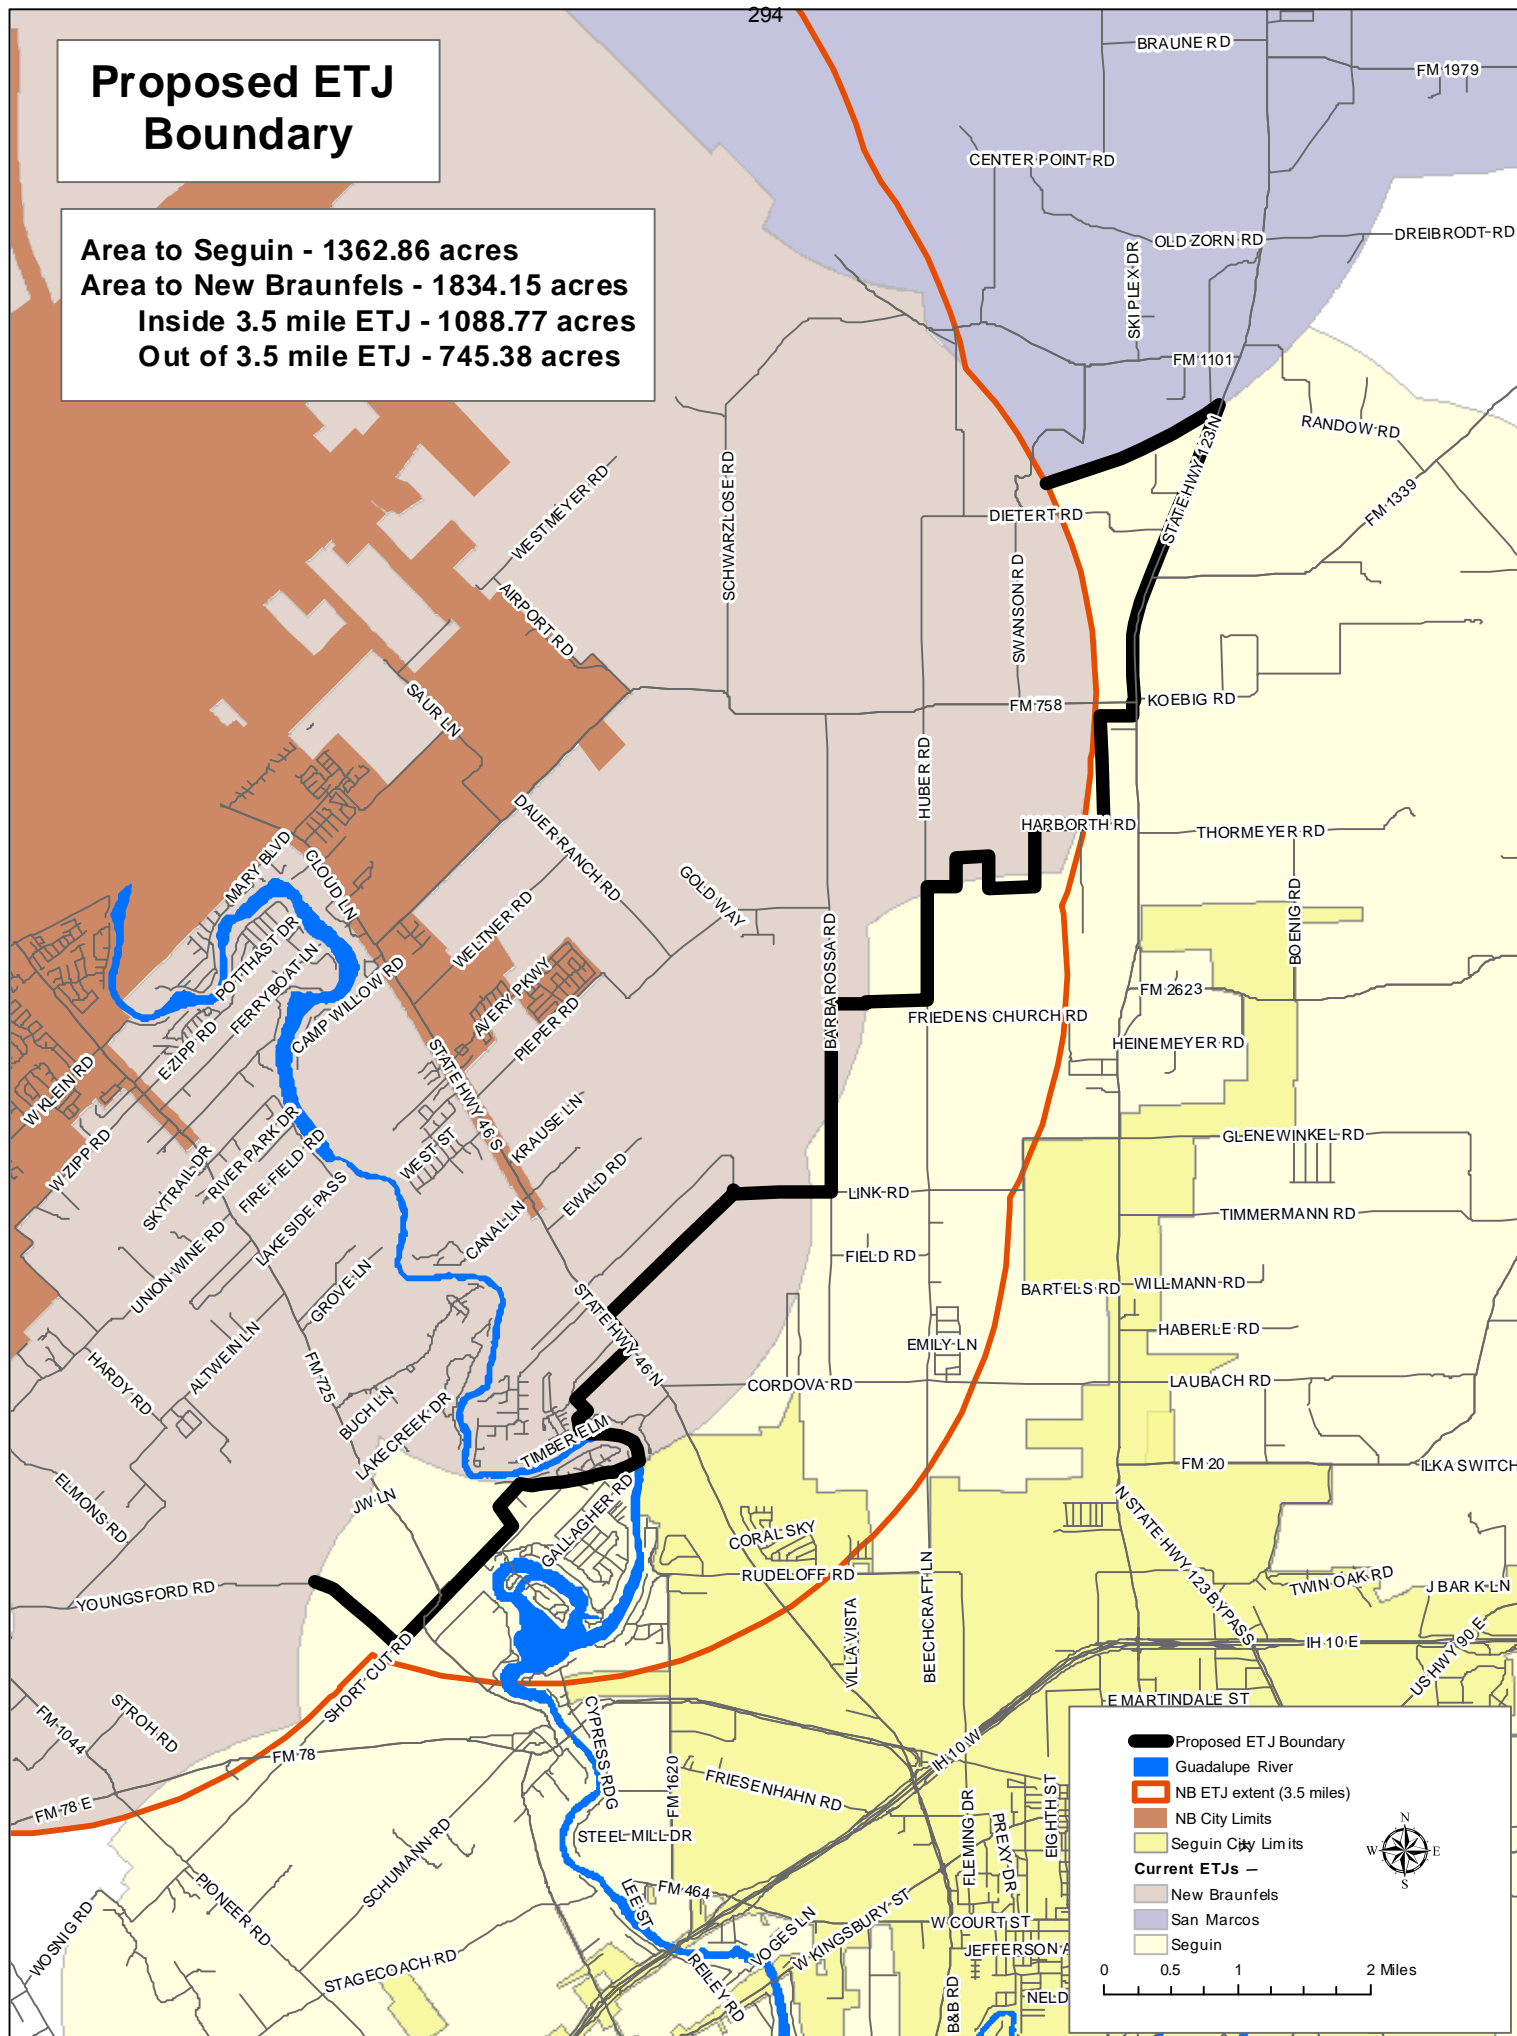 294
Proposed ETJ
Boundary
Area to Seguin - 1362.86 acres
Area to New Braunfels - 1834.15 acres
Inside 3.5 mile ETJ - 1088.77 acres
Out of 3.5 mile ETJ - 745.38 acres
BRAUNE RD
FM 1979
CENTER POINT RD
OLD ZORN RD
DREIBRODT RD
SKI PLEX DR
FM 1101
RANDOW RD
STATE HWY 123 N
FM 1339
WESTMEYER RD
SCHWARZLOSE RD
DIETERT RD
AIRPORT RD
SWANSON RD
SAUR LN
FM 758
KOEBIG RD
HUBER RD
DAUER RANCH RD
HARBORTH RD
THORMEYER RD
MARY BLVD
CLOUD LN
GOLD WAY
BOENIG RD
POTTHAST DR
WELTNER RD
BARBAROSSA RD
FERRYBOAT LN
CAMP WILLOW RD
AVERY PKWY
FM 2623
E ZIPP RD
PIEPER RD
FRIEDENS CHURCH RD
HEINEMEYER RD
W KLEIN RD
STATE HWY 46 S
W ZIPP RD
RIVER PARK DR
KRAUSE LN
GLENEWINKEL RD
SKYTRAIL DR
FIRE FIELD RD
WEST ST
EWALD RD
LINK RD
LAKESIDE PASS
CANAL LN
TIMMERMANN RD
UNION WINE RD
FIELD RD
GROVE LN
BARTELS RD
WILLMANN RD
STATE HWY 46 N
HABERLE RD
EMILY LN
HARDY RD
ALTWEIN LN
FM 725
CORDOVA RD
LAUBACH RD
BUCH LN
LAKECREEK DR
TIMBER ELM
FM 20
ILKA SWITCH
JW LN
ELMONS RD
GALLAGHER RD
CORAL SKY
N STATE HWY 123 BYPASS
RUDELOFF RD
TWIN OAK RD
J BAR K LN
YOUNGSFORD RD
VILLA VISTA
BEECHCRAFT LN
IH 10 E
US HWY 90 E
SHORT CUT RD
STROH RD
FM 1044
CYPRESS RDG
E MARTINDALE ST
IH 10 W
FM 78
FM 1620
FRIESENHAHN RD
FM 78 E
FLEMING DR
PREXY DR
EIGHTH ST
STEEL MILL DR
SCHUMANN RD
PIONEER RD
LEE ST
FM 464
W KINGSBURY ST
W COURT ST
WOSNIG RD
VOGES LN
JEFFERSON A
STAGECOACH RD
REILEY RD
B&B RD
NELD
Proposed ETJ Boundary
Guadalupe River
NB ETJ extent (3.5 miles)
NB City Limits
Seguin City Limits
Current ETJs –
New Braunfels
San Marcos
Seguin
N
W E
S
0 0.5 1 2 Miles